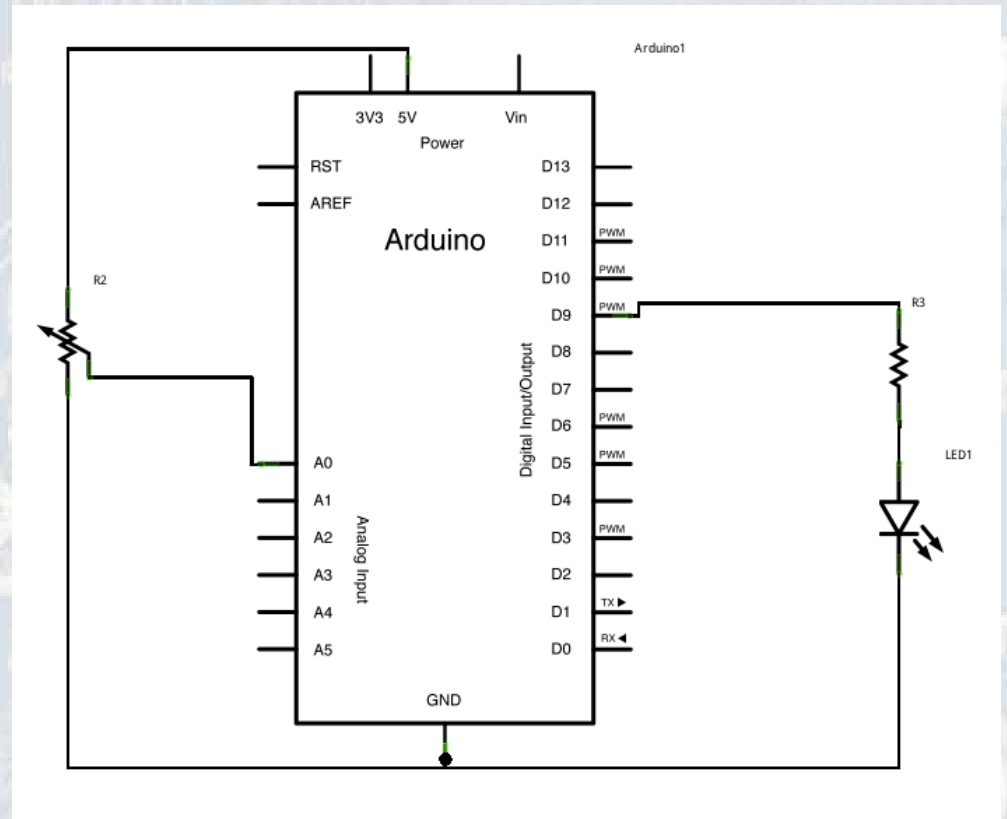 Arduino1
3V3 5V Vin
Power
RST D13
AREF D12
Arduino
PWM
D11
PWM
D10
R2
PWM
D9
R3
D8
D7
PWM
D6
Digital Input/Output
A0
PWM
D5
LED1
A1 D4
A2
PWM
D3
Analog Input
A3 D2
A4
TX
D1
A5
RX
D0
GND